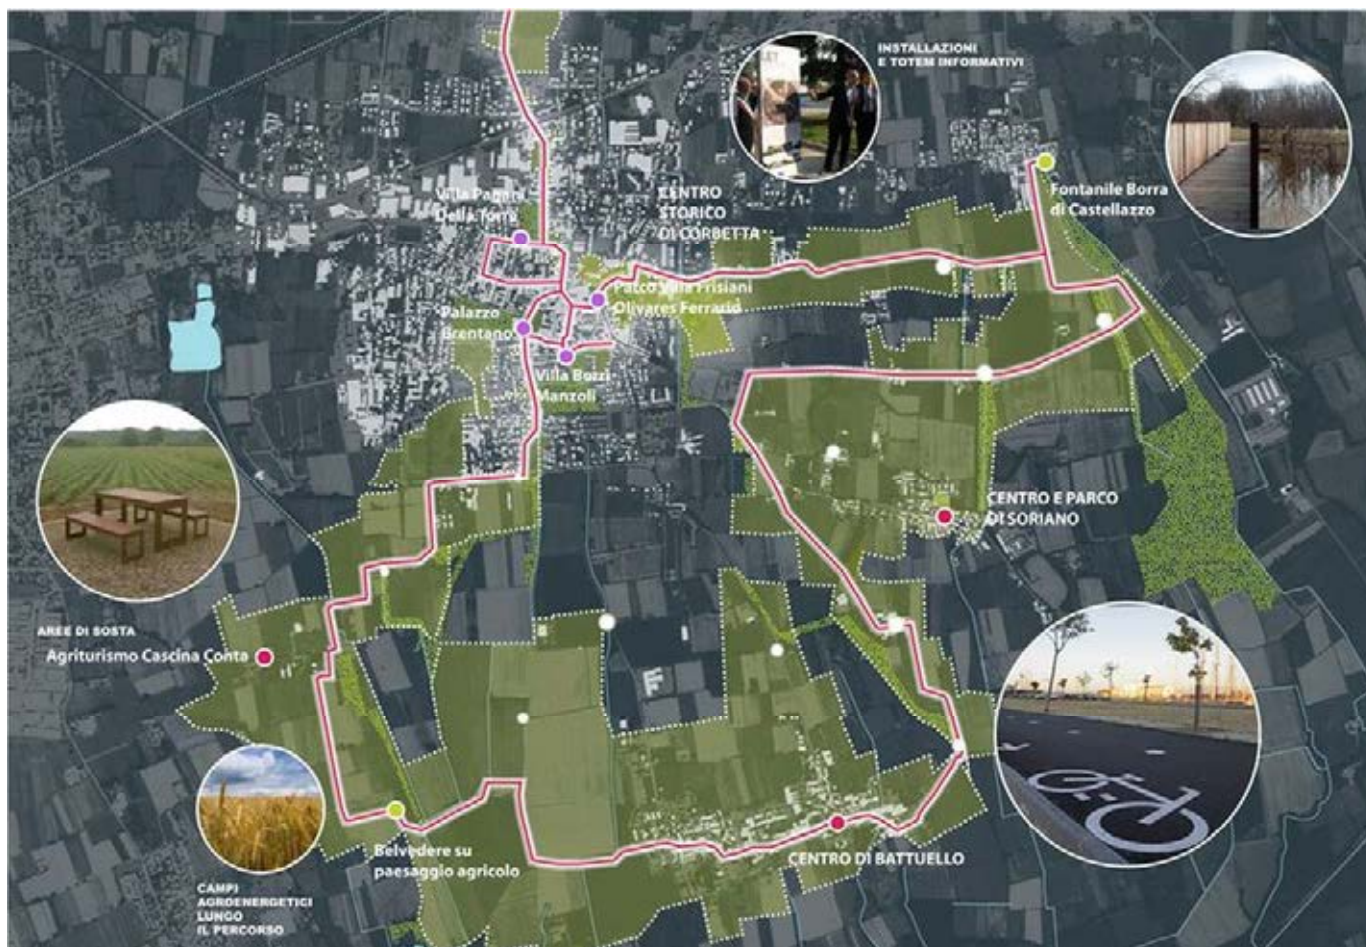 INSTALLAZIONI
E TOTEM INFORMATIVI
Villa Pagani
Della Torre
CENTRO
STORICO
DI CORBETTA
Fontanile Borra
di Castellazzo
Parco Villa Frisiani
Olivares Ferrario
Palazzo
Brentano
Villa Borri
Manzoli
CENTRO E PARCO
DI SORIANO
AREE DI SOSTA
Agriturismo Cascina Conta
Belvedere su
paesaggio agricolo
CENTRO DI BATTUELLO
CAMPI
AGROENERGETICI
LUNGO
IL PERCORSO